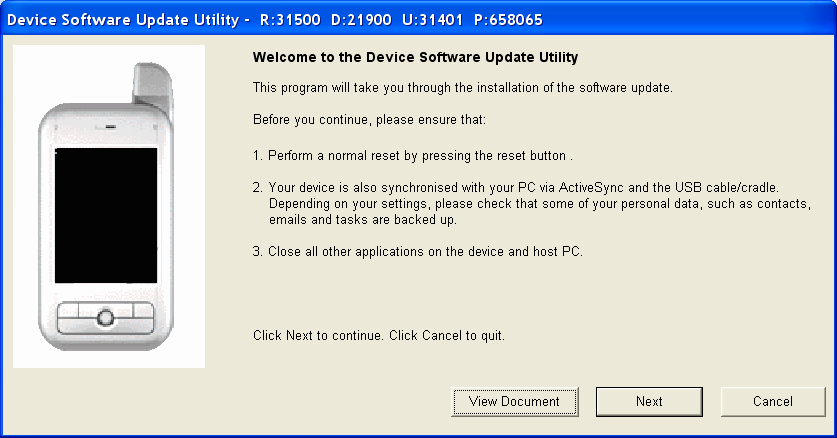 Device Software Update Utility - R:31500 D:21900 U:31401 P:658065
Welcome to the Device Software Update Utility
This program will take you through the installation of the software update.
Before you continue, please ensure that:
1. Perform a normal reset by pressing the reset button .
2. Your device is also synchronised with your PC via ActiveSync and the USB cable/cradle.
Depending on your settings, please check that some of your personal data, such as contacts,
emails and tasks are backed up.
3. Close all other applications on the device and host PC.
Click Next to continue. Click Cancel to quit.
View Document
Next
Cancel